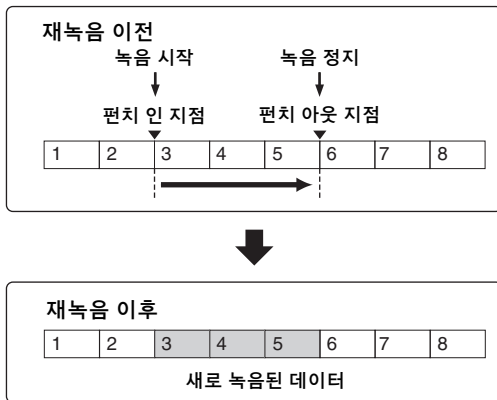 재녹음 이전
녹음 시작 녹음 정지
펀치 인 지점 펀치 아웃 지점
1 2 3 4 5 6 7 8
재녹음 이후
1 2 3 4 5 6 7 8
새로 녹음된 데이터